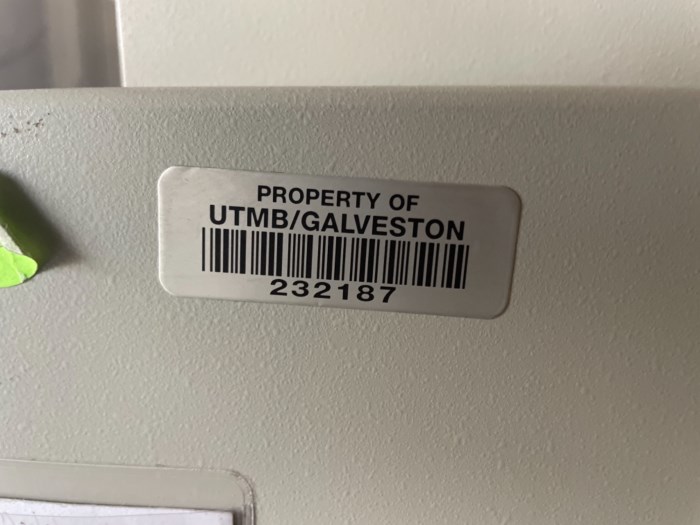 PROPERTY OF
UTMB/GALVESTON
232187